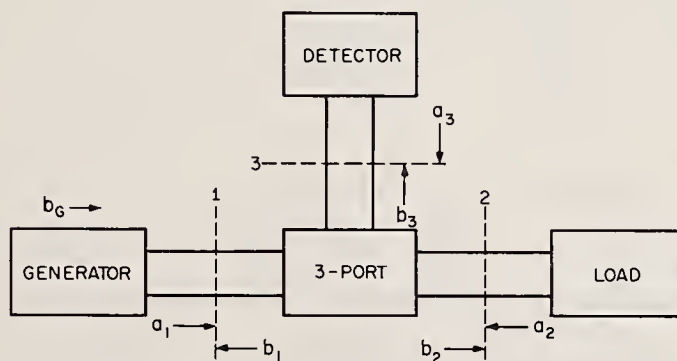 DETECTOR
a3
3
1
bG
b3
2
GENERATOR
3-PORT
LOAD
a1
b1
b2
a2